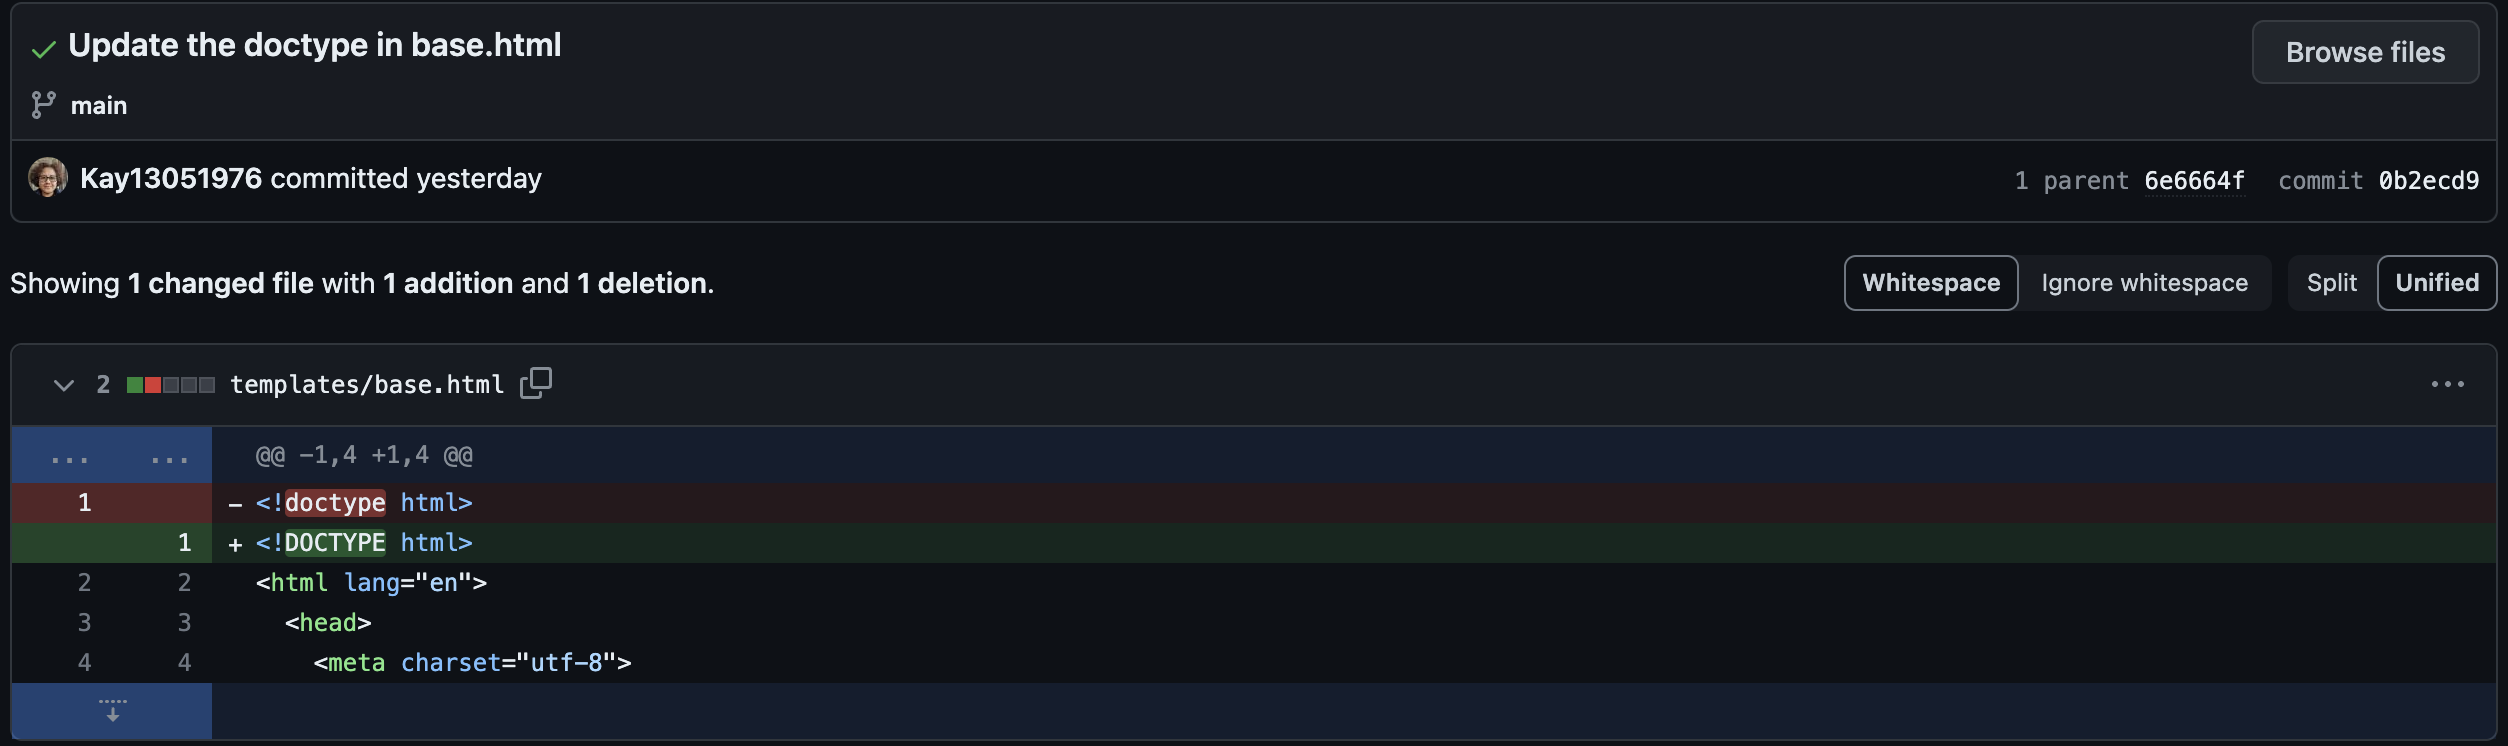 Update the doctype in base.html
Browse files
main
Kay13051976 committed yesterday
1 parent 6e6664f commit 0b2ecd9
Showing 1 changed file with 1 addition and 1 deletion.
Whitespace Ignore whitespace Split Unified
2 templates/base.html
@@ -1,4 +1,4 @@
1 - <!doctype html>
1 + <!DOCTYPE html>
2 2 <html lang="en">
3 3 <head>
4 4 <meta charset="utf-8">